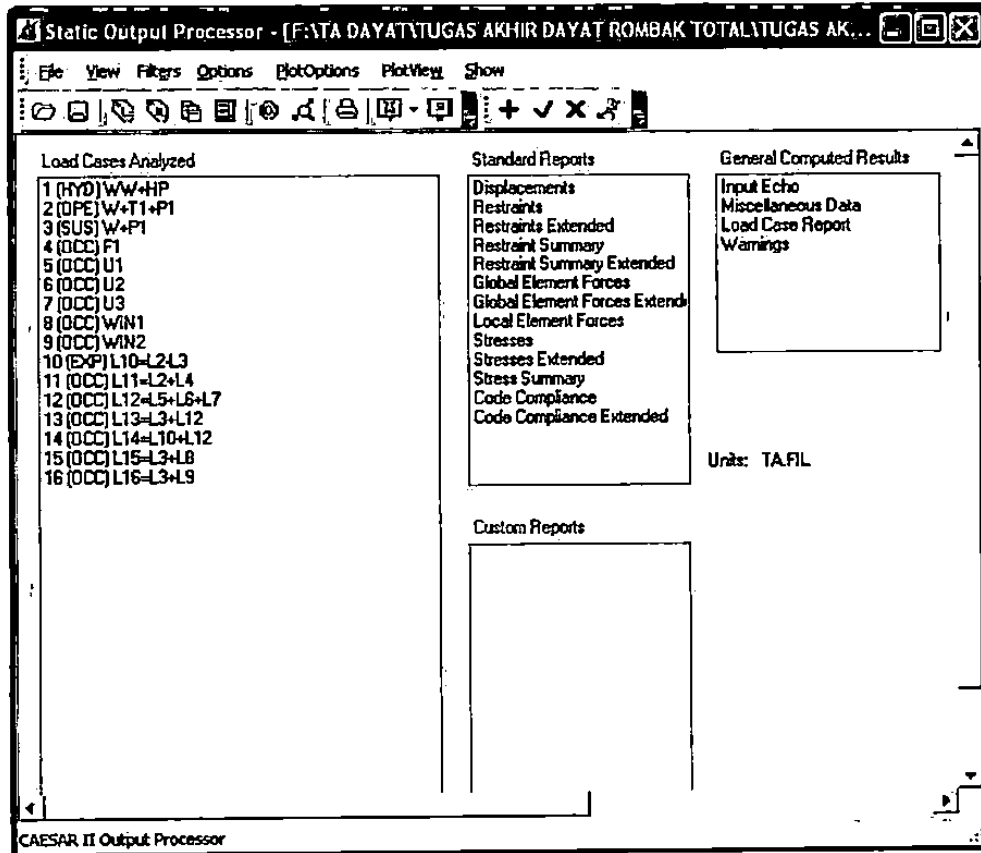 Static Output Processor - [F:\TA DAYAT\TUGAS AKHIR DAYAT ROMBAK TOTAL\TUGAS AK...
File View Filters Options PlotOptions PlotView Show
Load Cases Analyzed
1 (HYD) WW+HP
2 (OPE) W+T1+P1
3 (SUS) W+P1
4 (OCC) F1
5 (OCC) U1
6 (OCC) U2
7 (OCC) U3
8 (OCC) WIN1
9 (OCC) WIN2
10 (EXP) L10=L2-L3
11 (OCC) L11=L2+L4
12 (OCC) L12=L5+L6+L7
13 (OCC) L13=L3+L12
14 (OCC) L14=L10+L12
15 (OCC) L15=L3+L8
16 (OCC) L16=L3+L9
Standard Reports
Displacements
Restraints
Restraints Extended
Restraint Summary
Restraint Summary Extended
Global Element Forces
Global Element Forces Extend
Local Element Forces
Stresses
Stresses Extended
Stress Summary
Code Compliance
Code Compliance Extended
General Computed Results
Input Echo
Miscellaneous Data
Load Case Report
Warnings
Units: TA.FIL
Custom Reports
CAESAR II Output Processor